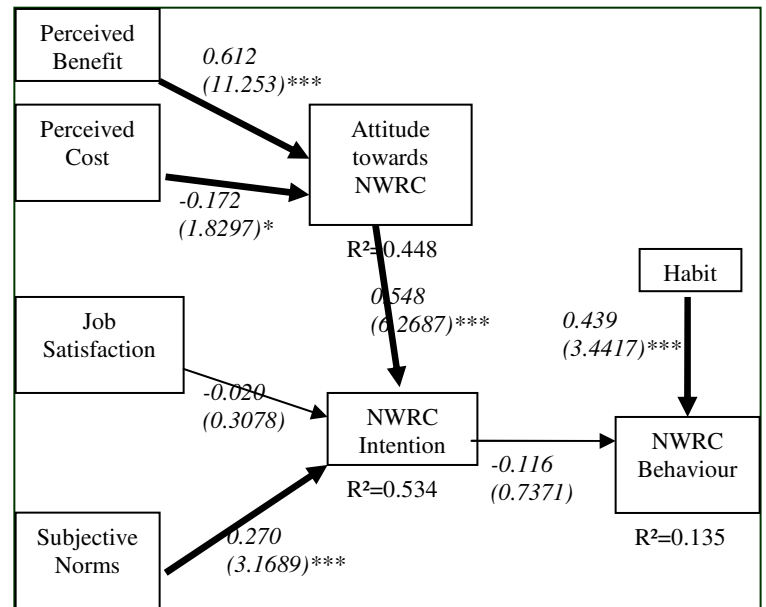 Perceived
Benefit
0.612
(11.253)***
Perceived
Cost
-0.172
(1.8297)*
Attitude
towards
NWRC
R²=0.448
0.548
(6.2687)***
Habit
0.439
(3.4417)***
Job
Satisfaction
-0.020
(0.3078)
NWRC
Intention
R²=0.534
-0.116
(0.7371)
NWRC
Behaviour
R²=0.135
Subjective
Norms
0.270
(3.1689)***